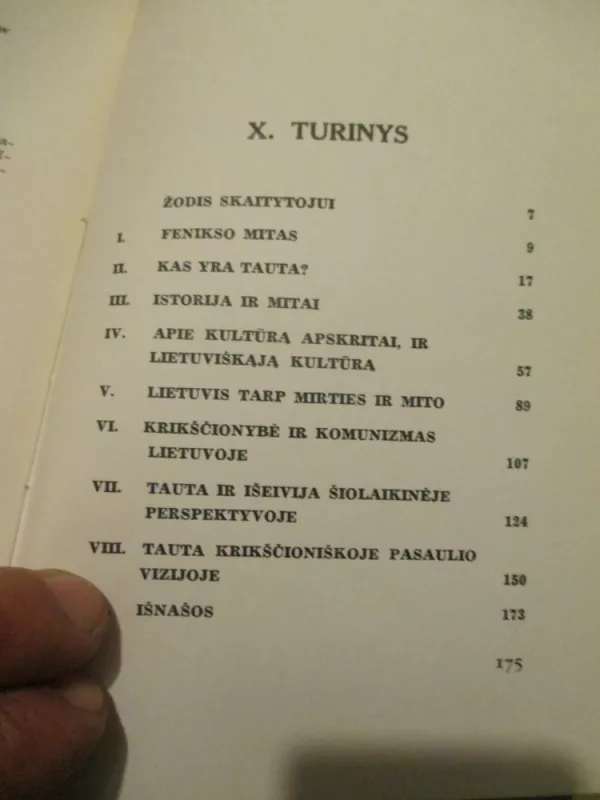 X. TURINYS
ŽODIS SKAITYTOJUI 7
I. FENIKSO MITAS 9
II. KAS YRA TAUTA? 17
III. ISTORIJA IR MITAI 38
IV. APIE KULTŪRĄ APSKRITAI, IR
LIETUVIŠKĄJĄ KULTŪRĄ 57
V. LIETUVIS TARP MIRTIES IR MITO 89
VI. KRIKŠČIONYBĖ IR KOMUNIZMAS
LIETUVOJE 107
VII. TAUTA IR IŠEIVIJA ŠIOLAIKINĖJE
PERSPEKTYVOJE 124
VIII. TAUTA KRIKŠČIONIŠKOJE PASAULIO
VIZIJOJE 150
IŠNAŠOS 173
175